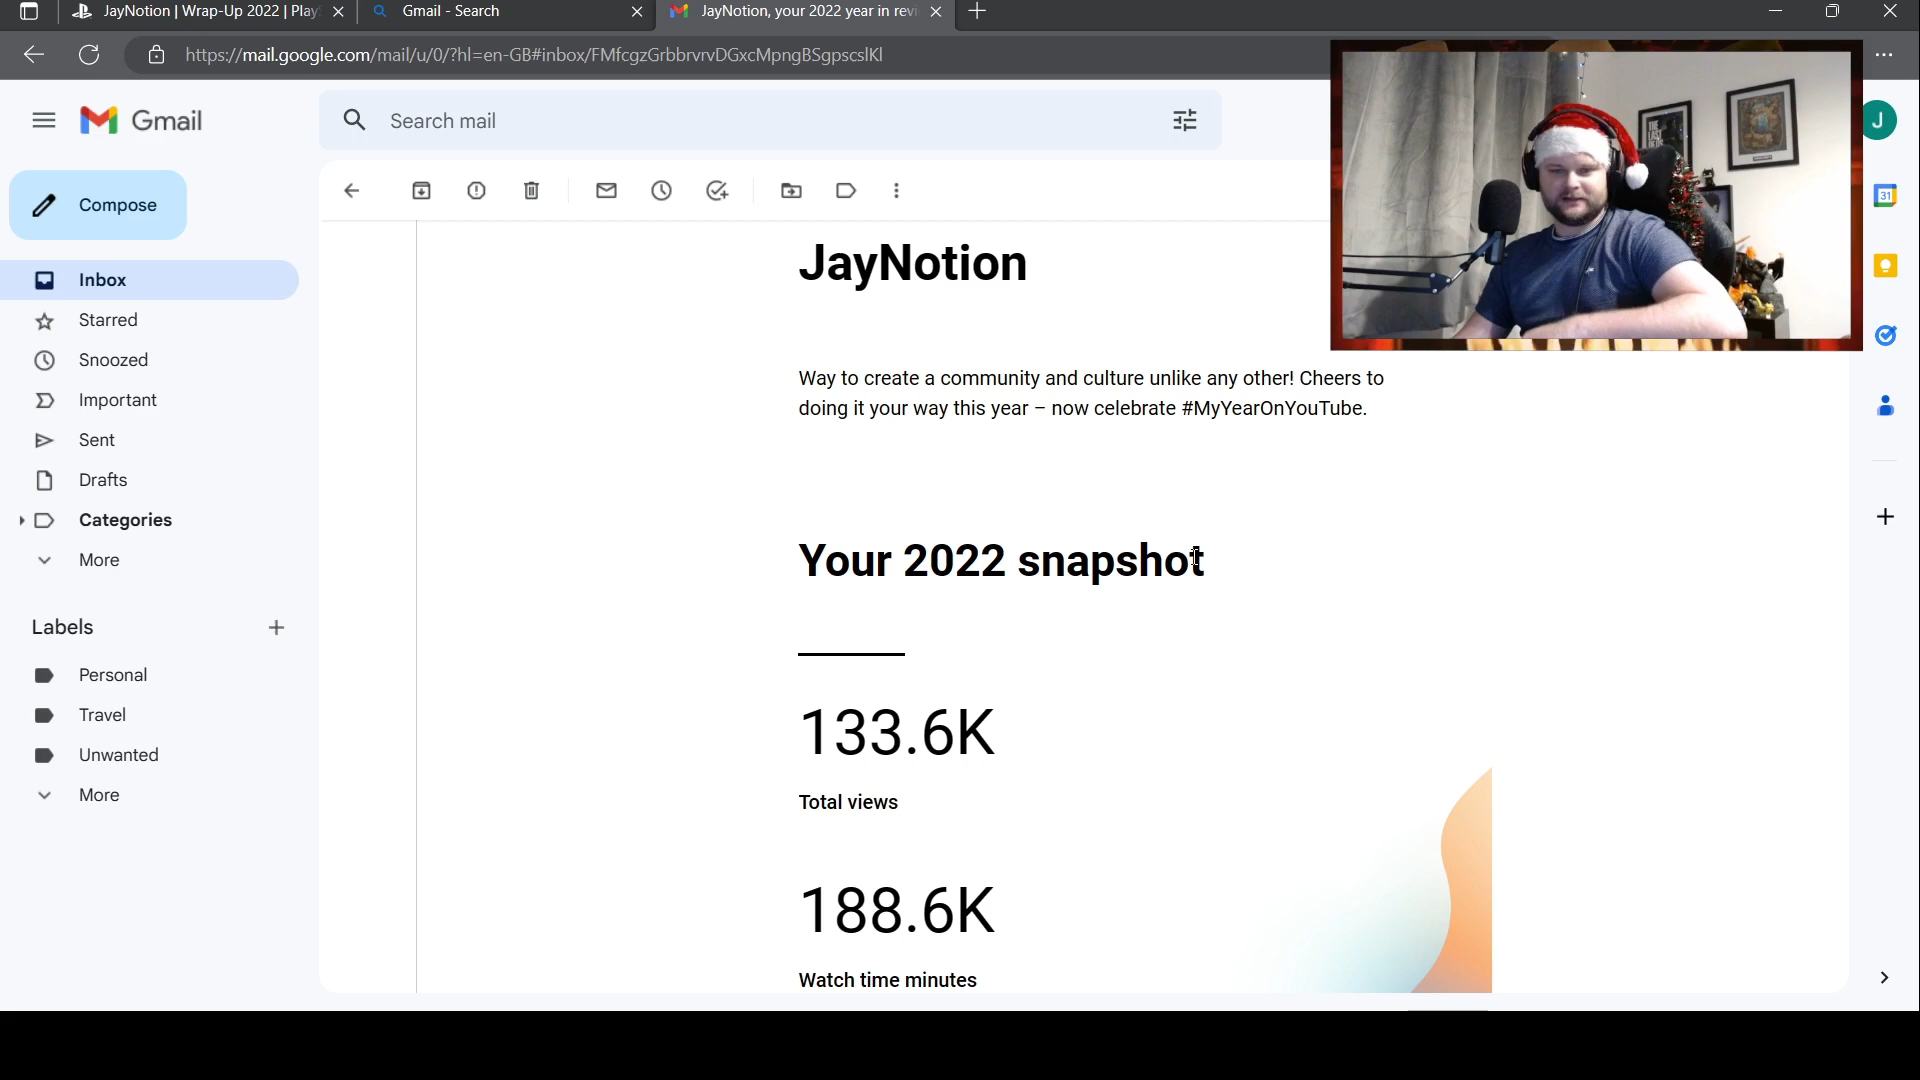 JayNotion | Wrap-Up 2022 | Play
Gmail - Search
JayNotion, your 2022 year in revi
https://mail.google.com/mail/u/0/?hl=en-GB#inbox/FMfcgzGrbbrvrvDGxcMpngBSgpscslKl
Gmail
Search mail
J
Compose
31
Inbox
Starred
Snoozed
Important
Sent
Drafts
Categories
More
Labels
Personal
Travel
Unwanted
More
JayNotion
Way to create a community and culture unlike any other! Cheers to
doing it your way this year – now celebrate #MyYearOnYouTube.
Your 2022 snapshot
133.6K
Total views
188.6K
Watch time minutes
THE
LAST